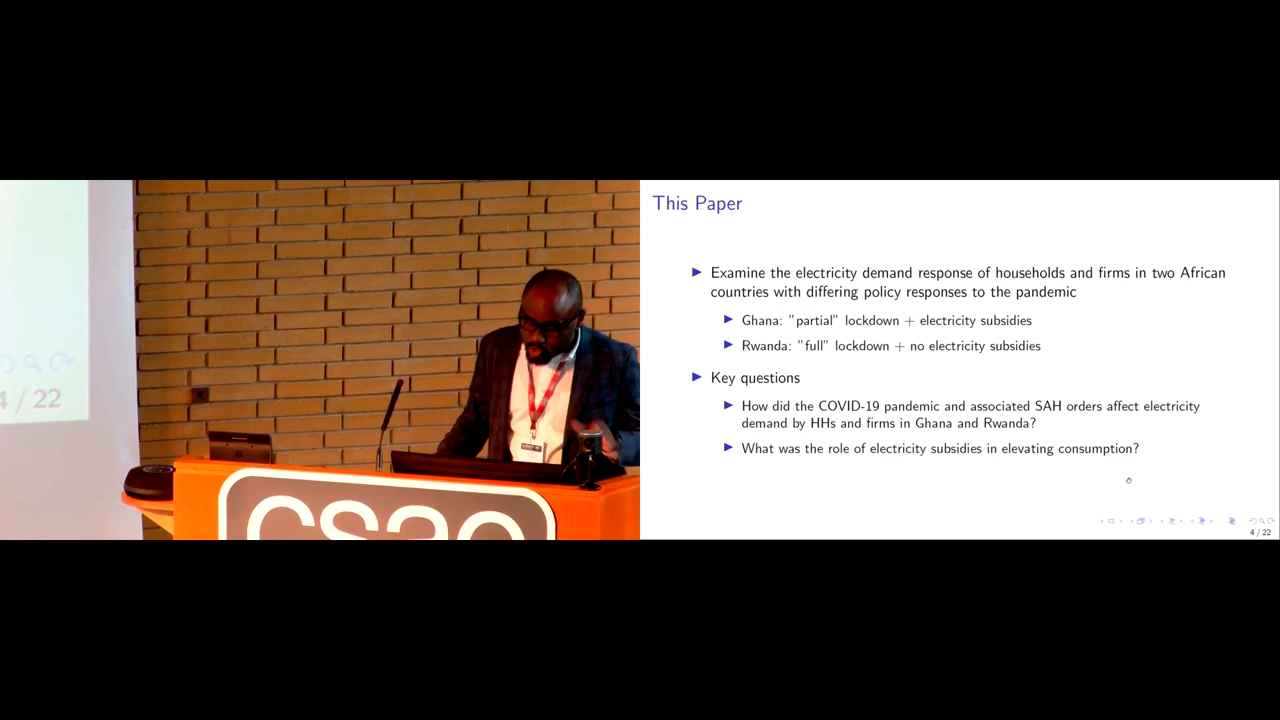 4 / 22
csae
This Paper
Examine the electricity demand response of households and firms in two African
countries with differing policy responses to the pandemic
Ghana: ”partial” lockdown + electricity subsidies
Rwanda: ”full” lockdown + no electricity subsidies
Key questions
How did the COVID-19 pandemic and associated SAH orders affect electricity
demand by HHs and firms in Ghana and Rwanda?
What was the role of electricity subsidies in elevating consumption?
4 / 22